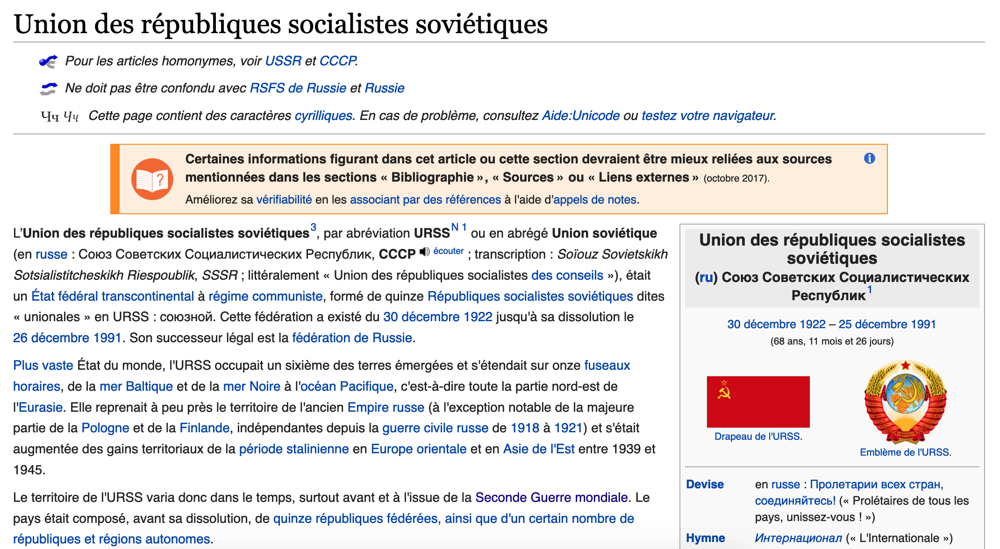 Union des républiques socialistes soviétiques
Pour les articles homonymes, voir USSR et CCCP.
Ne doit pas être confondu avec RSFS de Russie et Russie
Чч Чч Cette page contient des caractères cyrilliques. En cas de problème, consultez Aide:Unicode ou testez votre navigateur.
Certaines informations figurant dans cet article ou cette section devraient être mieux reliées aux sources
mentionnées dans les sections « Bibliographie », « Sources » ou « Liens externes » (octobre 2017).
Améliorez sa vérifiabilité en les associant par des références à l'aide d'appels de notes.
L’Union des républiques socialistes soviétiques3, par abréviation URSSN 1 ou en abrégé Union soviétique
(en russe : Союз Советских Социалистических Республик, СССР écouter ; transcription : Soïouz Sovietskikh
Sotsialistitcheskikh Riespoublik, SSSR ; littéralement « Union des républiques socialistes des conseils »), était
un État fédéral transcontinental à régime communiste, formé de quinze Républiques socialistes soviétiques dites
« unionales » en URSS : союзной. Cette fédération a existé du 30 décembre 1922 jusqu'à sa dissolution le
26 décembre 1991. Son successeur légal est la fédération de Russie.
Plus vaste État du monde, l'URSS occupait un sixième des terres émergées et s'étendait sur onze fuseaux
horaires, de la mer Baltique et de la mer Noire à l'océan Pacifique, c'est-à-dire toute la partie nord-est de
l'Eurasie. Elle reprenait à peu près le territoire de l'ancien Empire russe (à l'exception notable de la majeure
partie de la Pologne et de la Finlande, indépendantes depuis la guerre civile russe de 1918 à 1921) et s'était
augmentée des gains territoriaux de la période stalinienne en Europe orientale et en Asie de l'Est entre 1939 et
1945.
Le territoire de l'URSS varia donc dans le temps, surtout avant et à l'issue de la Seconde Guerre mondiale. Le
pays était composé, avant sa dissolution, de quinze républiques fédérées, ainsi que d'un certain nombre de
républiques et régions autonomes.
Union des républiques socialistes
soviétiques
(ru) Союз Советских Социалистических
Республик1
30 décembre 1922 – 25 décembre 1991
(68 ans, 11 mois et 26 jours)
Drapeau de l'URSS.
Emblème de l'URSS.
Devise en russe : Пролетарии всех стран,
соединяйтесь! (« Prolétaires de tous les
pays, unissez-vous ! »)
Hymne Интернационал (« L'Internationale »)